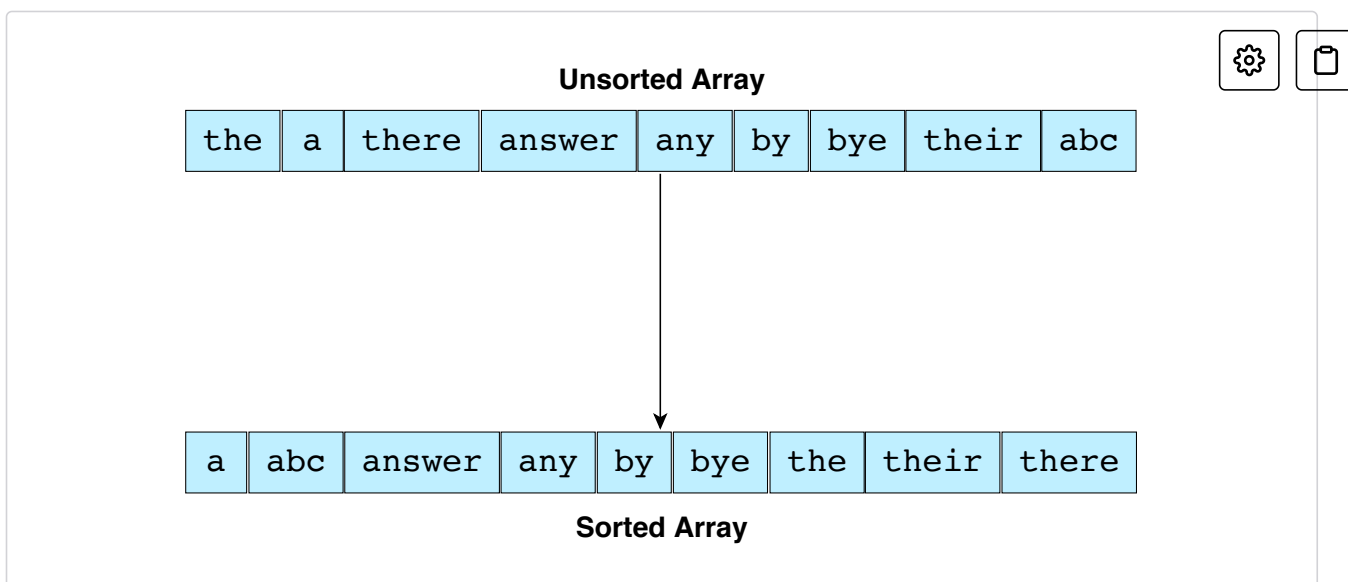 Unsorted Array
the a there answer any by bye their abc
a abc answer any by bye the their there
Sorted Array